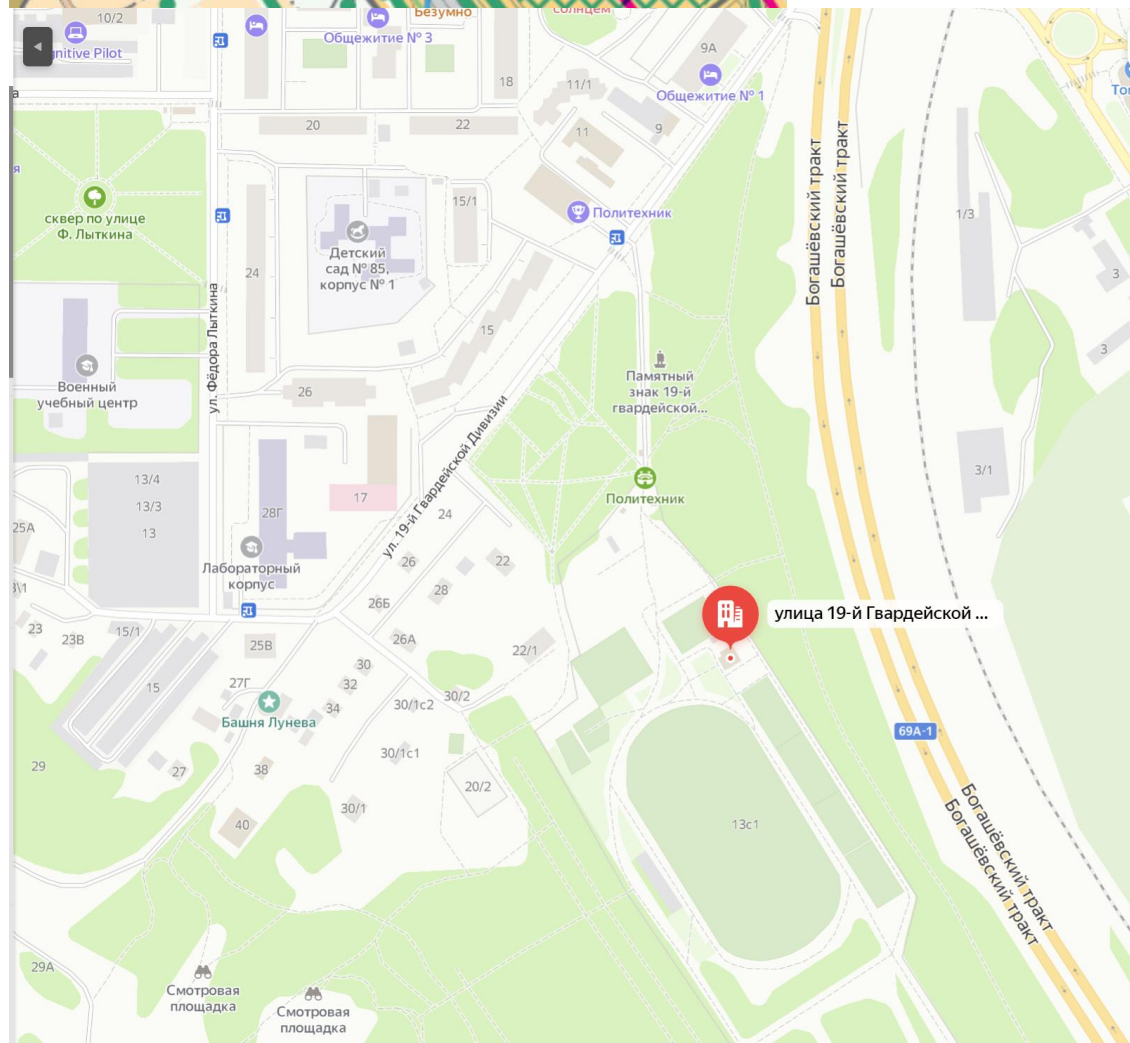 Безумно
10/2
Общежитие № 3
gnitive Pilot
9А
18
11/1
Общежитие № 1
20
22
11
9
сквер по улице
Ф. Лыткина
15/1
Политехник
1/3
Детский
сад № 85,
корпус № 1
24
ул. Фёдора Лыткина
Богашёвский тракт
Богашёвский тракт
3
15
3
Военный
учебный центр
26
Памятный
знак 19-й
гвардейской...
ул. 19-й Гвардейской Дивизии
13/4
13/3
13
17
28Г
24
Политехник
3/1
25А
Лабораторный
корпус
26
22
28
26Б
улица 19-й Гвардейской ...
23
23В
15/1
25В
26А
22/1
30
32
34
27Г
15
Башня Лунева
30/1с2
30/2
69А-1
30/1с1
29
27
38
20/2
30/1
40
13с1
Богашёвский тракт
Богашёвский тракт
29А
Смотровая
площадка
Смотровая
площадка